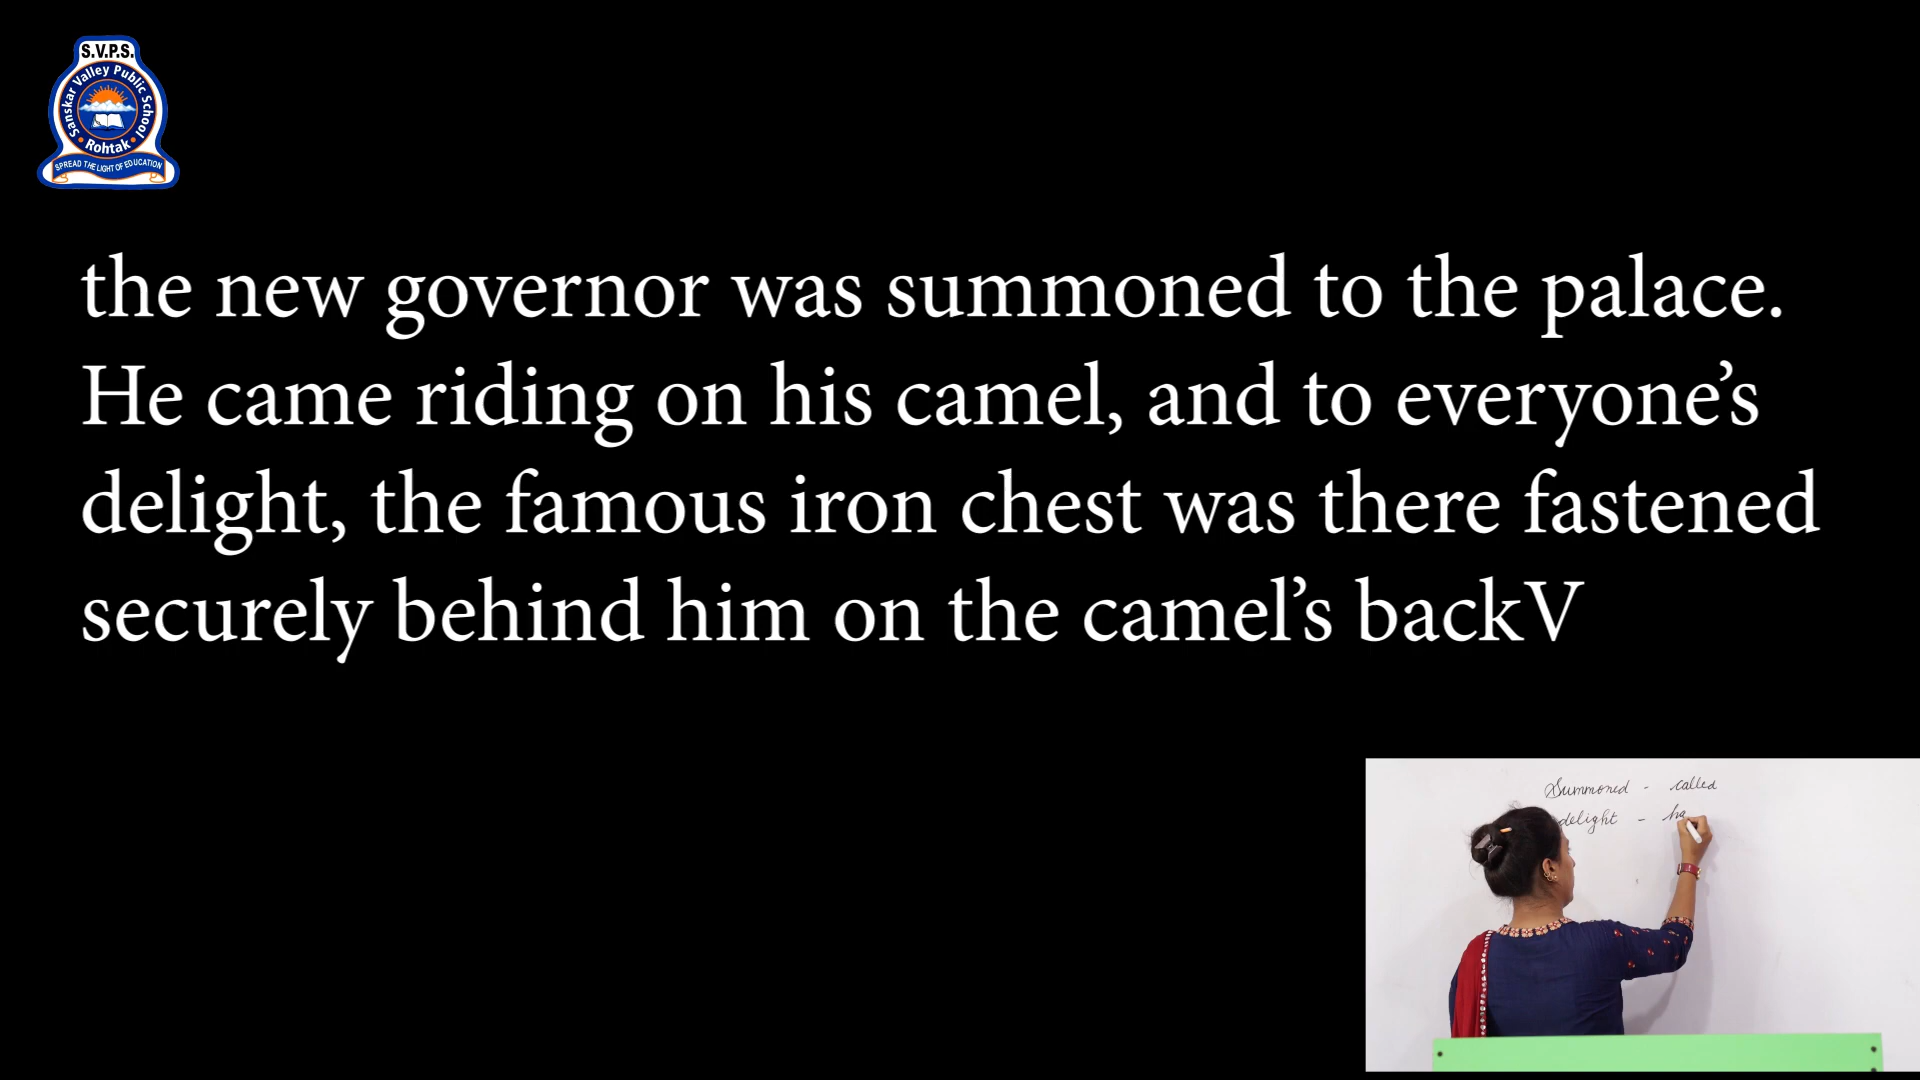 S.V.P.S.
Sanskar Valley Public School
Rohtak
SPREAD THE LIGHT OF EDUCATION
the new governor was summoned to the palace.
He came riding on his camel, and to everyone’s
delight, the famous iron chest was there fastened
securely behind him on the camel’s backV
Summoned - called
delight - ha